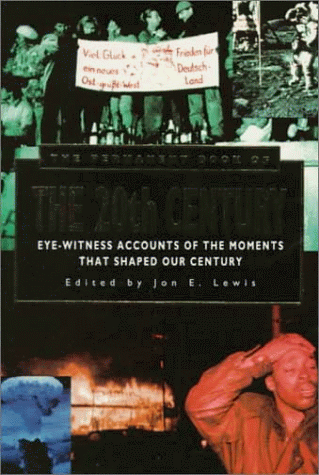 Viel Glück Frieden für
ein neues Deutsch-
Ost grüßt West land
THE PERMANENT BOOK OF
THE 20th CENTURY
EYE-WITNESS ACCOUNTS OF THE MOMENTS
THAT SHAPED OUR CENTURY
Edited by Jon E. Lewis